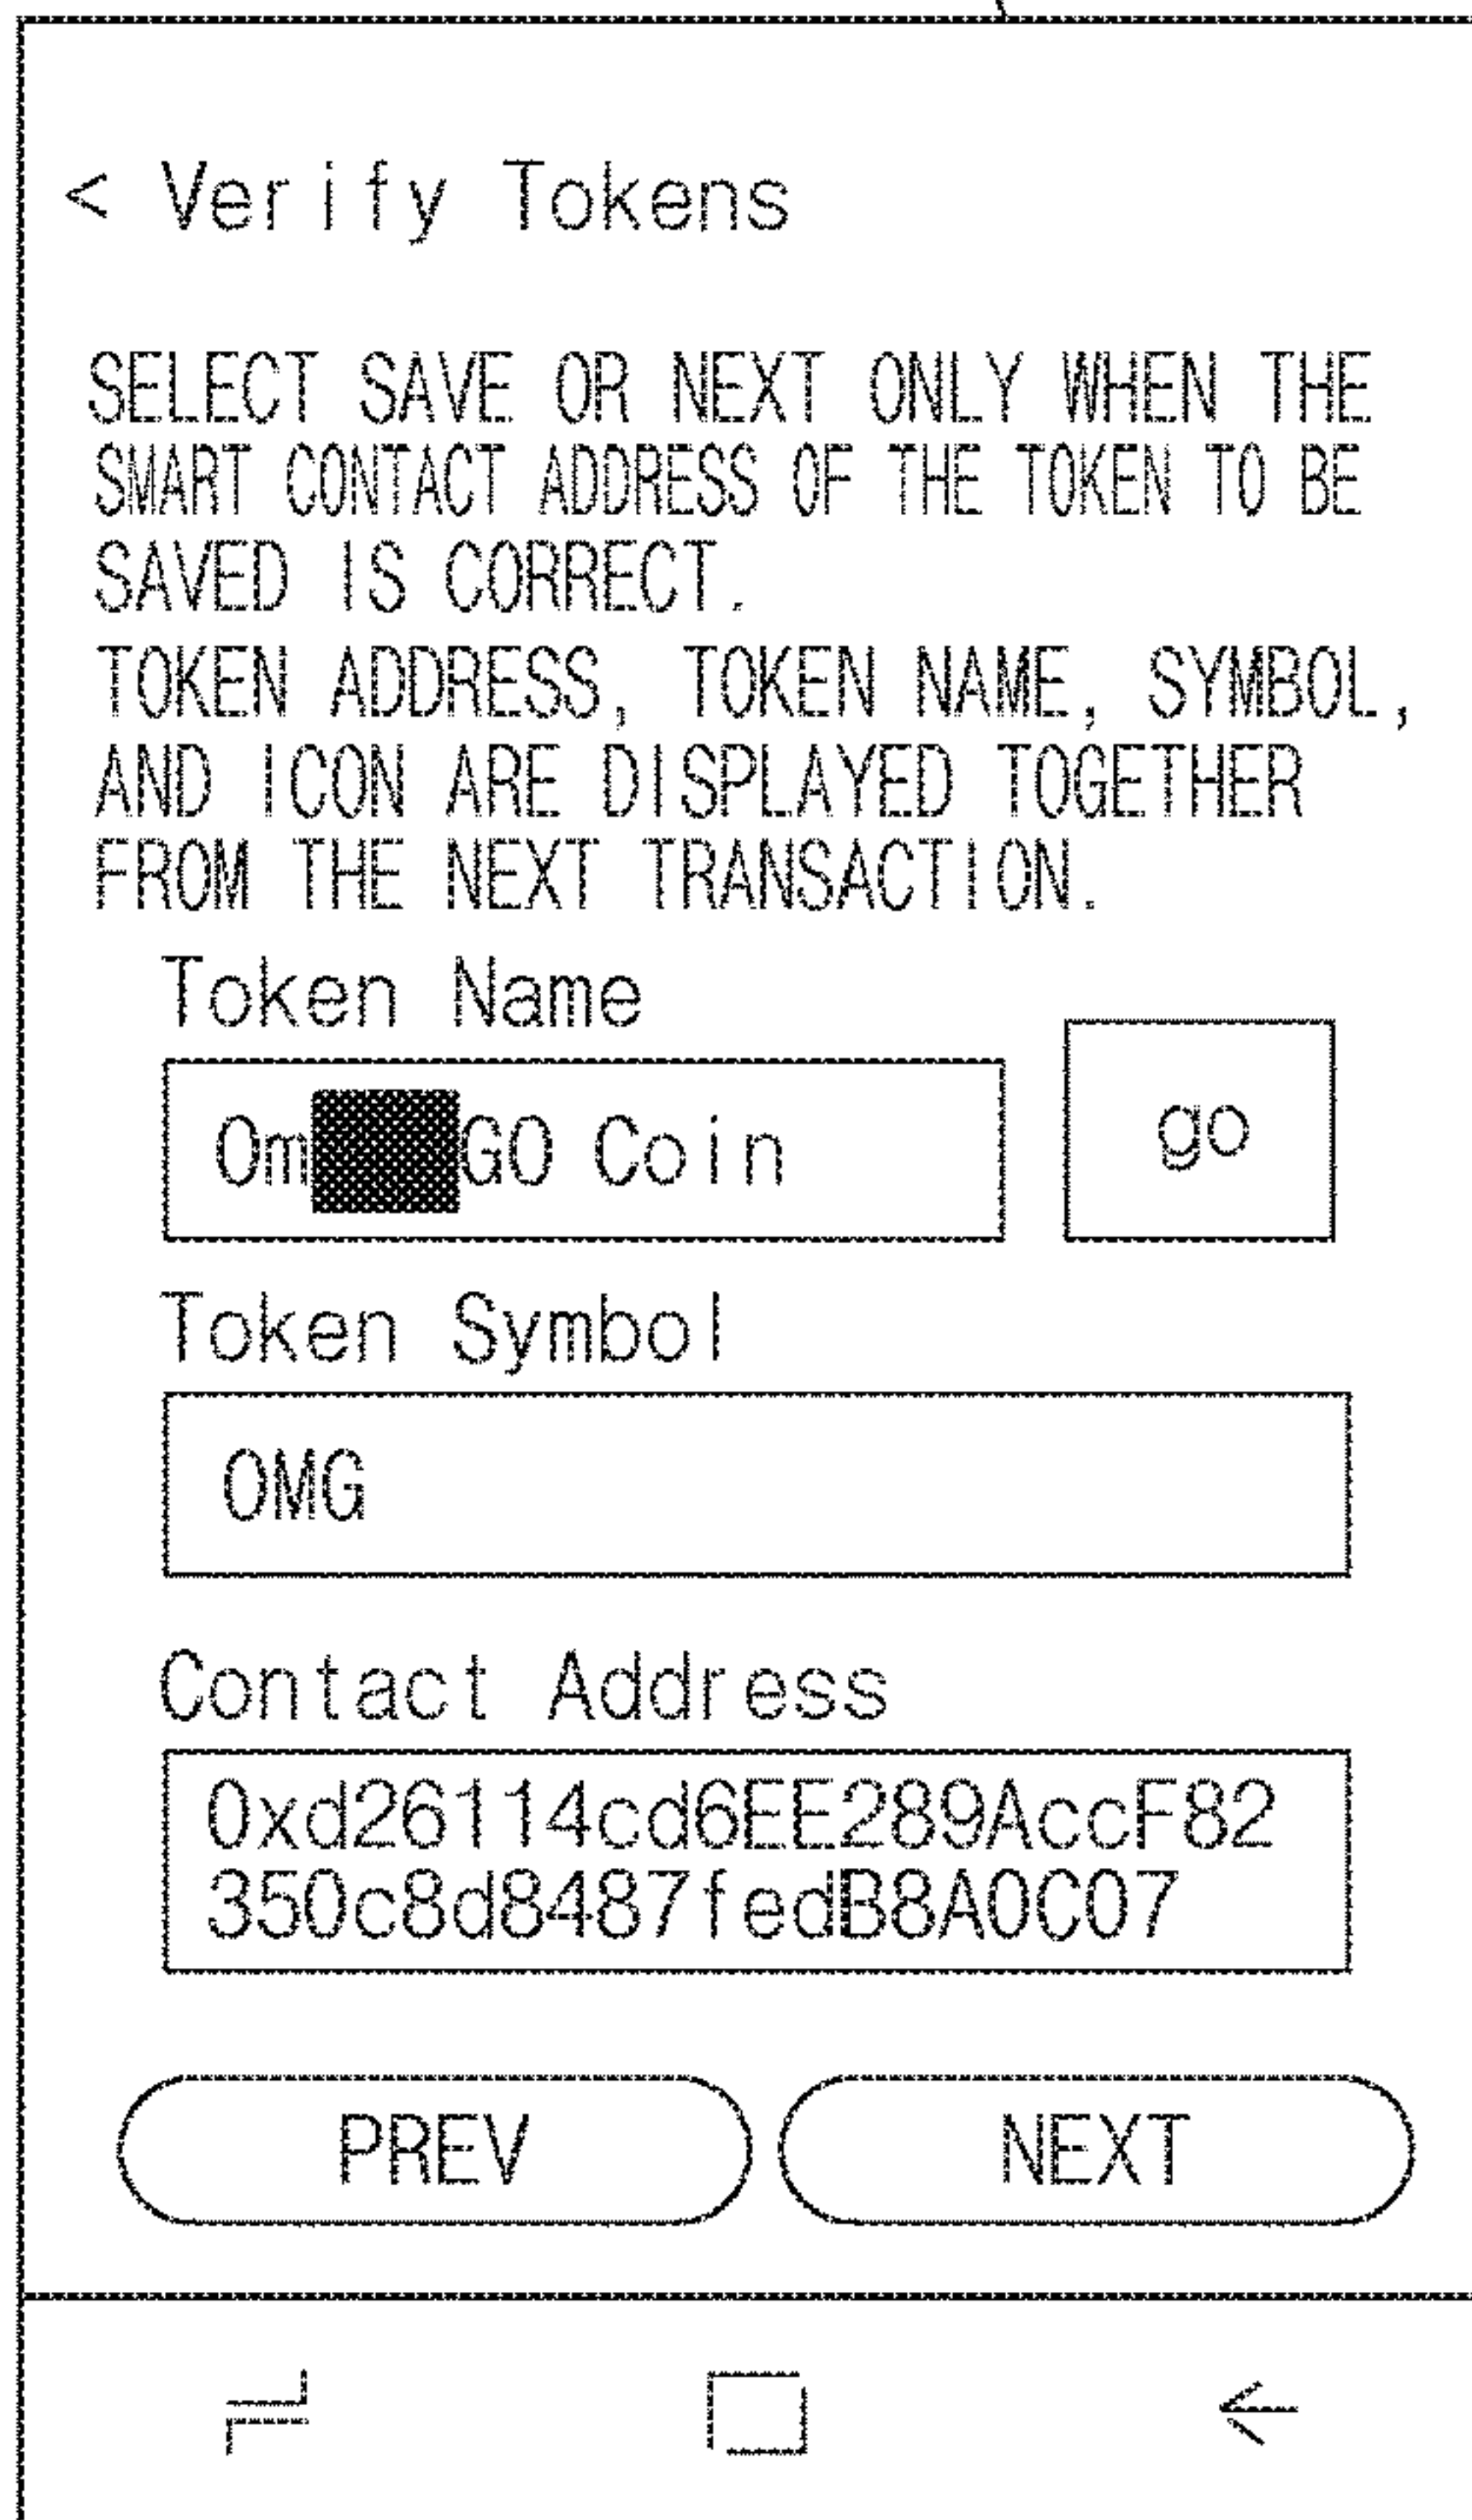 < Verify Tokens
SELECT SAVE OR NEXT ONLY WHEN THE
SMART CONTACT ADDRESS OF THE TOKEN TO BE
SAVED IS CORRECT.
TOKEN ADDRESS, TOKEN NAME, SYMBOL,
AND ICON ARE DISPLAYED TOGETHER
FROM THE NEXT TRANSACTION.
Token Name
Coin
go
Token Symbol
OMG
Contact Address
0xd26114cd6EE289AccF82
350c8d8487fedB8A0C07
PREV NEXT